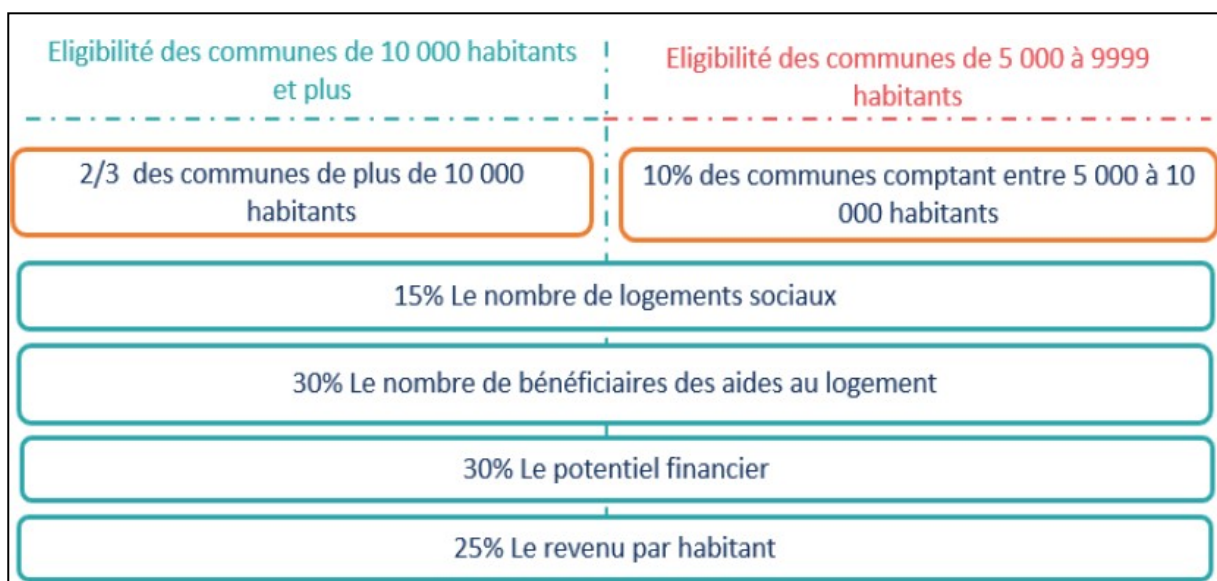 Eligibilité des communes de 10 000 habitants
et plus
Eligibilité des communes de 5 000 à 9999
habitants
2/3 des communes de plus de 10 000
habitants
10% des communes comptant entre 5 000 à 10
000 habitants
15% Le nombre de logements sociaux
30% Le nombre de bénéficiaires des aides au logement
30% Le potentiel financier
25% Le revenu par habitant